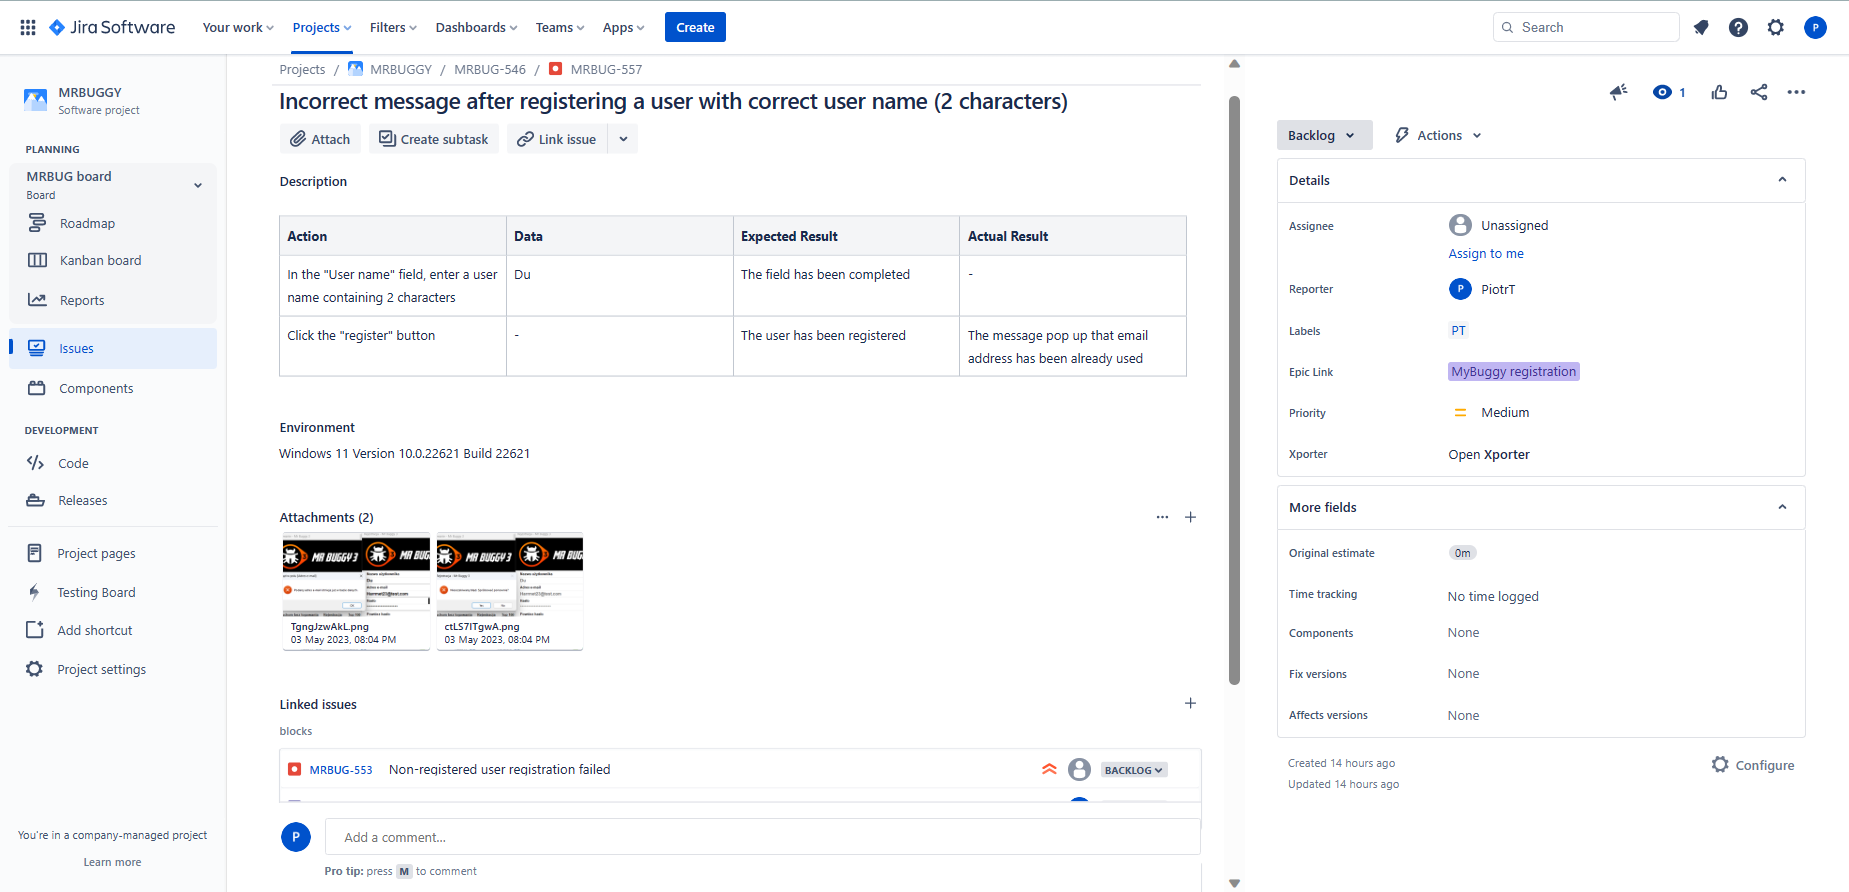 Jira Software
Your work
Projects
Filters
Dashboards
Teams
Apps
Create
Search
P
MRBUGGY
Software project
PLANNING
MRBUG board
Board
Roadmap
Kanban board
Reports
Issues
Components
DEVELOPMENT
Code
Releases
Project pages
Testing Board
Add shortcut
Project settings
You're in a company-managed project
Learn more
Projects / MRBUGGY / MRBUG-546 / MRBUG-557
Incorrect message after registering a user with correct user name (2 characters)
Attach
Create subtask
Link issue
Description
Action Data Expected Result Actual Result
In the "User name" field, enter a user name containing 2 characters Du The field has been completed -
Click the "register" button - The user has been registered The message pop up that email address has been already used
Environment
Windows 11 Version 10.0.22621 Build 22621
Attachments (2)
MR BUGGY 3
MR BUG
MR BUGGY 3
MR BUG
TgngJzwAkL.png
03 May 2023, 08:04 PM
ctLS7ITgwA.png
03 May 2023, 08:04 PM
Linked issues
blocks
MRBUG-553 Non-registered user registration failed BACKLOG
P
Add a comment...
Pro tip: press M to comment
1
Backlog
Actions
Details
Assignee Unassigned
Assign to me
Reporter P PiotrT
Labels PT
Epic Link MyBuggy registration
Priority Medium
Xporter Open Xporter
More fields
Original estimate 0m
Time tracking No time logged
Components None
Fix versions None
Affects versions None
Created 14 hours ago
Updated 14 hours ago
Configure